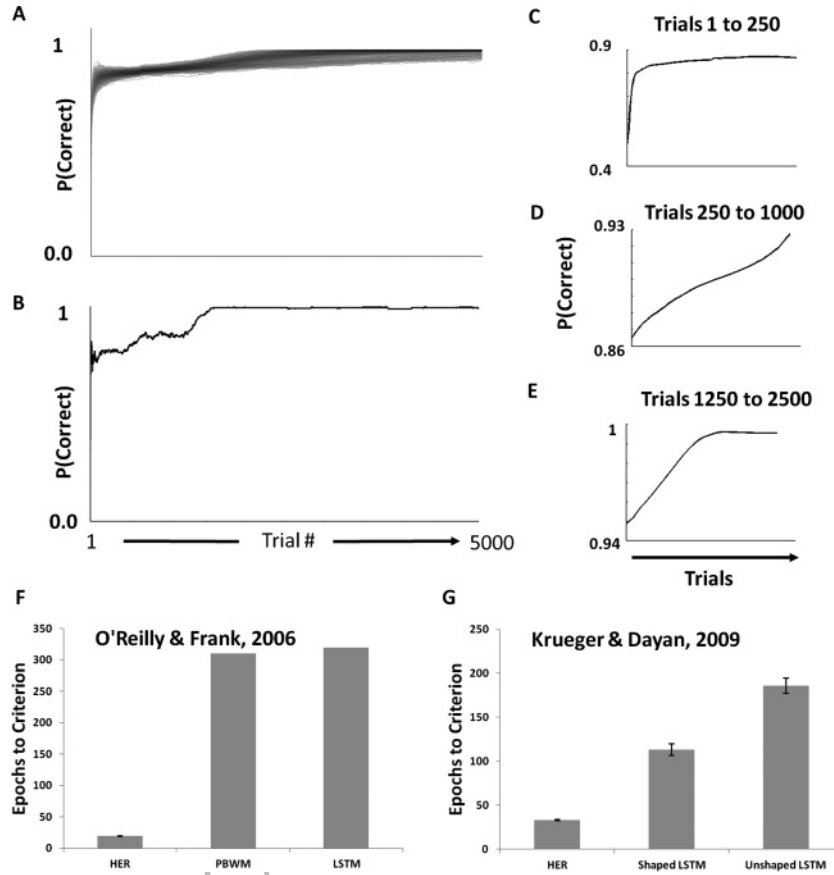 A
1
P(Correct)
0.0
B
1
P(Correct)
0.0
1
Trial #
5000
C
Trials 1 to 250
0.9
0.4
D
Trials 250 to 1000
0.93
P(Correct)
0.86
E
Trials 1250 to 2500
1
0.94
Trials
F
O'Reilly & Frank, 2006
Epochs to Criterion
350
300
250
200
150
100
50
0
HER PBWM LSTM
G
Krueger & Dayan, 2009
Epochs to Criterion
250
200
150
100
50
0
HER Shaped LSTM Unshaped LSTM